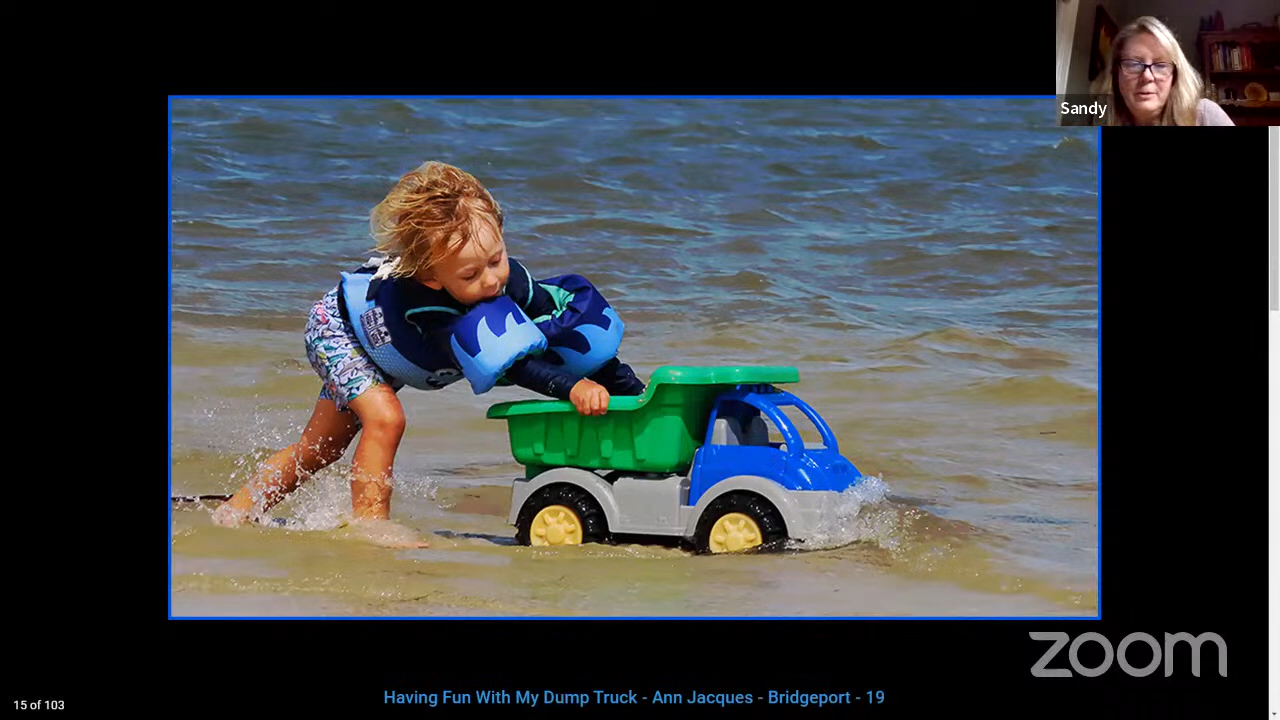 Sandy
zoom
Having Fun With My Dump Truck - Ann Jacques - Bridgeport - 19
15 of 103